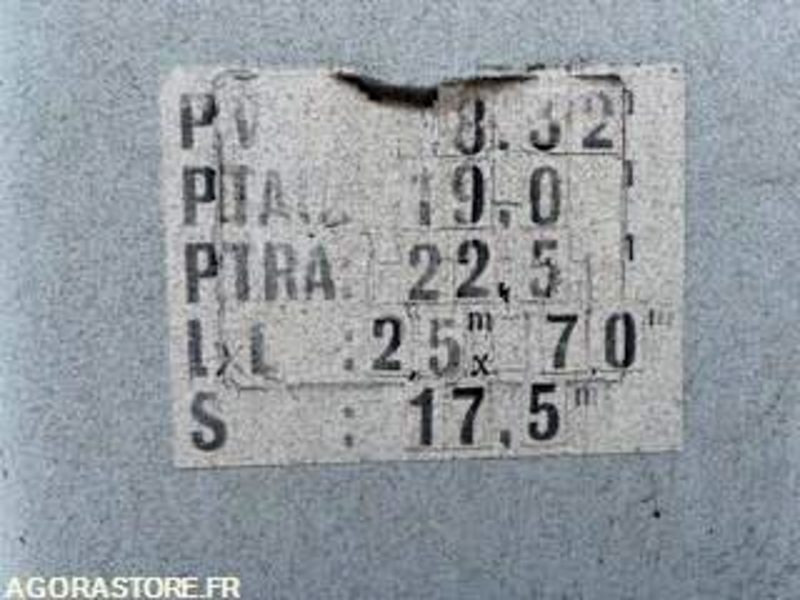 PV 8.32
PTAC 19,0
PTRA: 22,5
LxL : 2,5m x 7,0m
S : 17,5m
AGORASTORE.FR